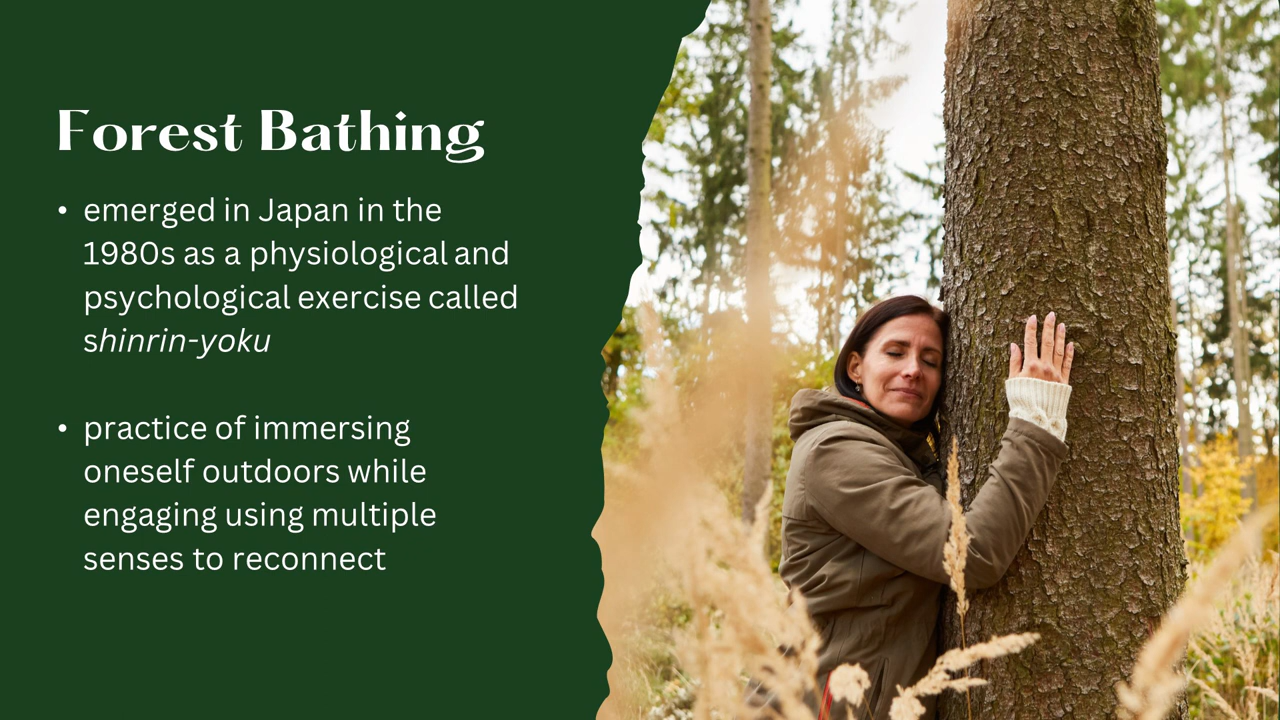 Forest Bathing
• emerged in Japan in the
1980s as a physiological and
psychological exercise called
shinrin-yoku
• practice of immersing
oneself outdoors while
engaging using multiple
senses to reconnect